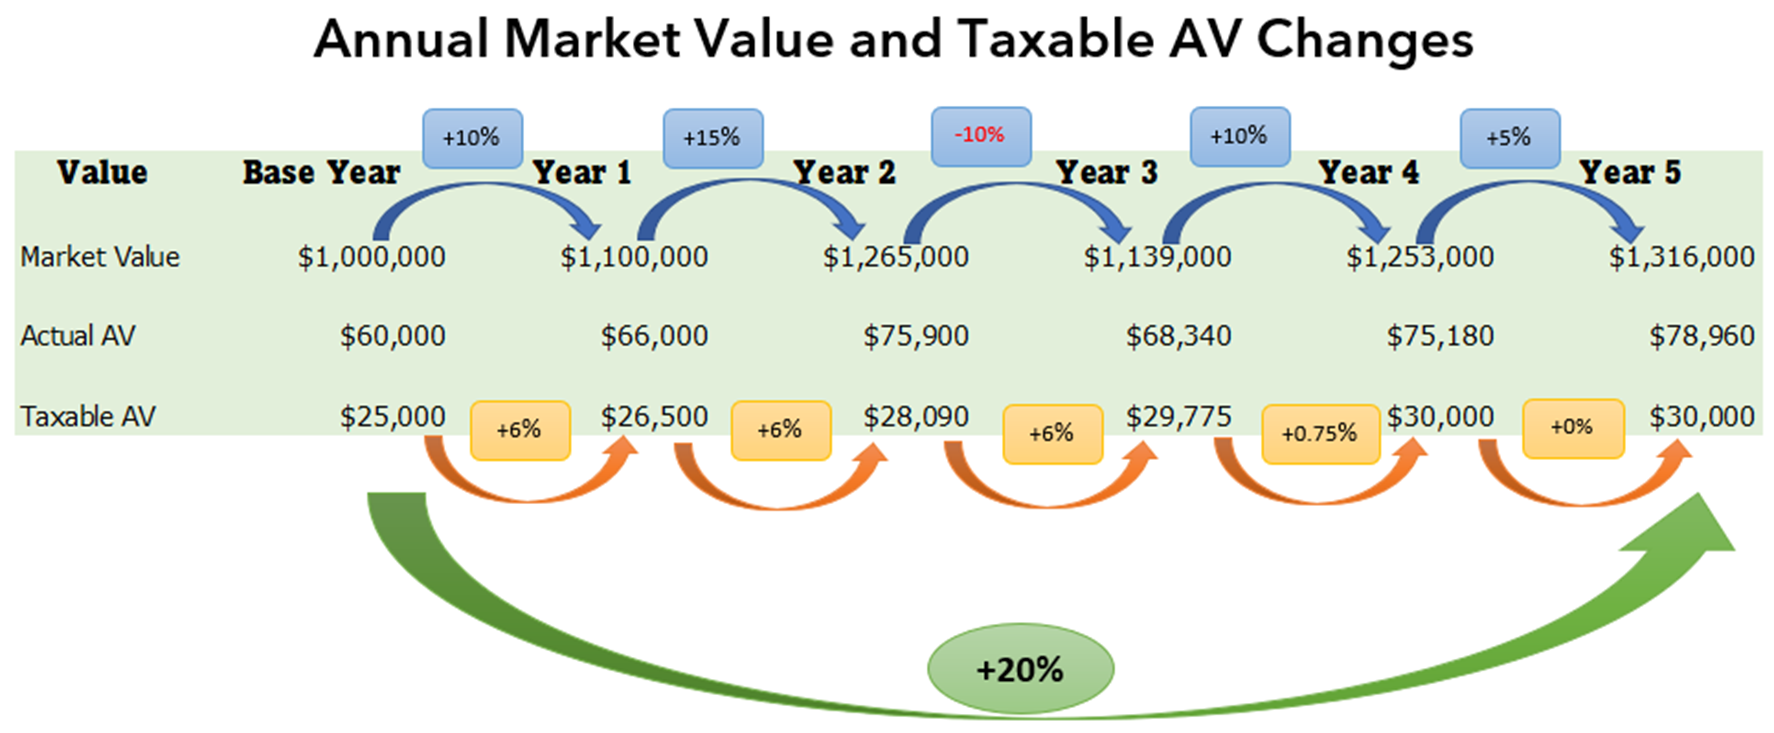 Annual Market Value and Taxable AV Changes
+10% +15% -10% +10% +5%
Value Base Year Year 1 Year 2 Year 3 Year 4 Year 5
Market Value $1,000,000 $1,100,000 $1,265,000 $1,139,000 $1,253,000 $1,316,000
Actual AV $60,000 $66,000 $75,900 $68,340 $75,180 $78,960
Taxable AV $25,000 $26,500 $28,090 $29,775 $30,000 $30,000
+6% +6% +6% +0.75% +0%
+20%